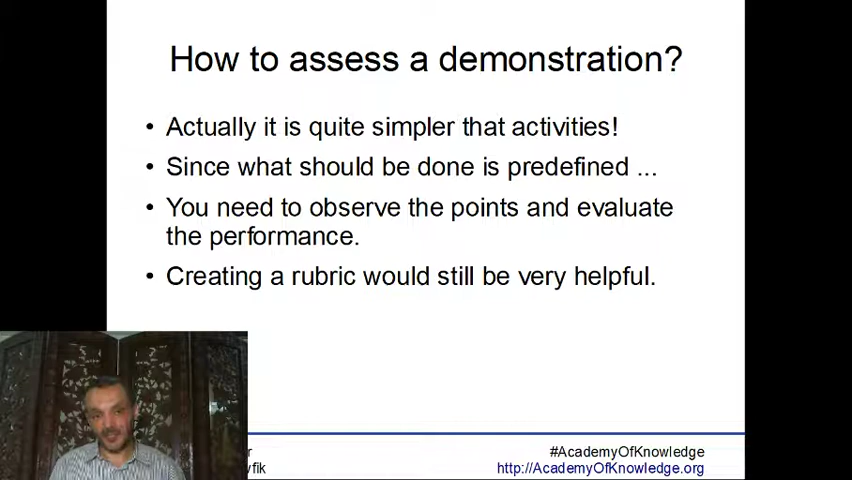 How to assess a demonstration?
• Actually it is quite simpler that activities!
• Since what should be done is predefined ...
• You need to observe the points and evaluate
the performance.
• Creating a rubric would still be very helpful.
#AcademyOfKnowledge
http://AcademyOfKnowledge.org